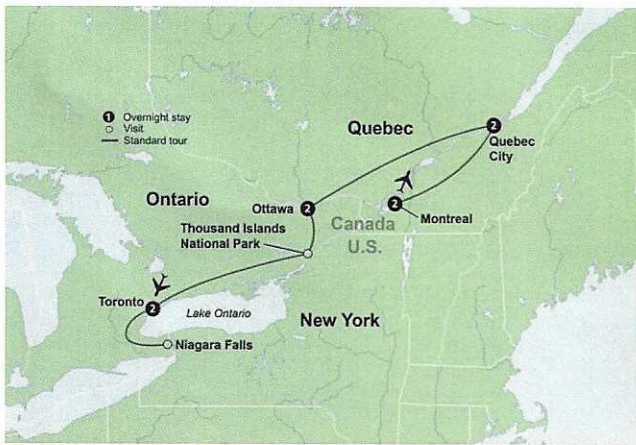 1 Overnight stay
Visit
Standard tour
Quebec
2
Quebec
City
Ontario
Ottawa 2
2
Montreal
Canada
U.S.
Thousand Islands
National Park
Toronto 2
Lake Ontario
New York
Niagara Falls